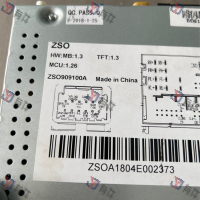 QC PASS
ZSO
HW:MB:1.3 TFT:1.3
MCU:1.26
ZSO909100A Made in China
ZSOA1804E002373